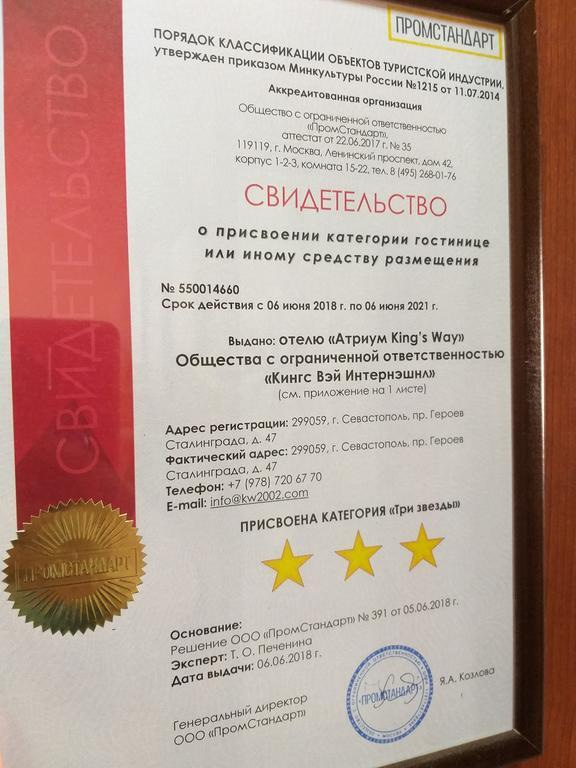 ПРОМСТАНДАРТ
ПОРЯДОК КЛАССИФИКАЦИИ ОБЪЕКТОВ ТУРИСТСКОЙ ИНДУСТРИИ,
утвержден приказом Минкультуры России №1215 от 11.07.2014
Аккредитованная организация
Общество с ограниченной ответственностью
«ПромСтандарт»,
аттестат от 22.06.2017 г. № 35
119119, г. Москва, Ленинский проспект, дом 42,
корпус 1-2-3, комната 15-22, тел. 8 (495) 268-01-76
СВИДЕТЕЛЬСТВО
СВИДЕТЕЛЬСТВО
о присвоении категории гостинице
или иному средству размещения
№ 550014660
Срок действия с 06 июня 2018 г. по 06 июня 2021 г.
Выдано: отелю «Атриум King's Way»
Общества с ограниченной ответственностью
«Кингс Вэй Интернэшнл»
(см. приложение на 1 листе)
Адрес регистрации: 299059, г. Севастополь, пр. Героев
Сталинграда, д. 47
Фактический адрес: 299059, г. Севастополь, пр. Героев
Сталинграда, д. 47
Телефон: +7 (978) 720 67 70
E-mail: info@kw2002.com
ПРИСВОЕНА КАТЕГОРИЯ «Три звезды»
ПРОМСТАНДАРТ
Основание:
Решение ООО «ПромСтандарт» № 391 от 05.06.2018 г.
Эксперт: Т. О. Печенина
Дата выдачи: 06.06.2018 г.
Генеральный директор
ООО «ПромСтандарт»
«ПРОМСТАНДАРТ»
Я.А. Козлова